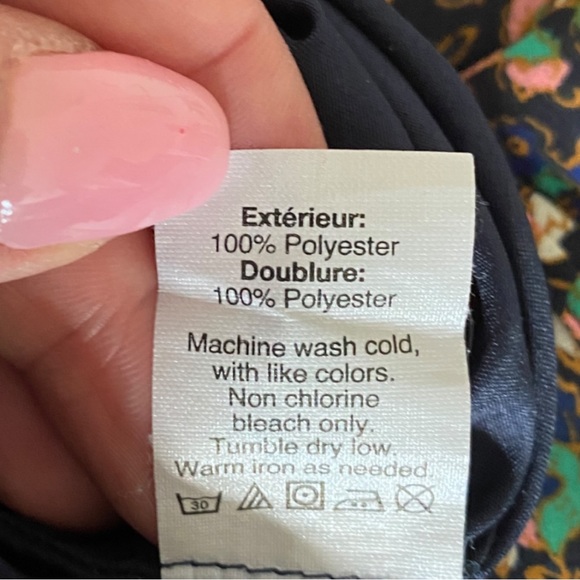 Extérieur:
100% Polyester
Doublure:
100% Polyester
Machine wash cold,
with like colors.
Non chlorine
bleach only.
Tumble dry low.
Warm iron as needed
30